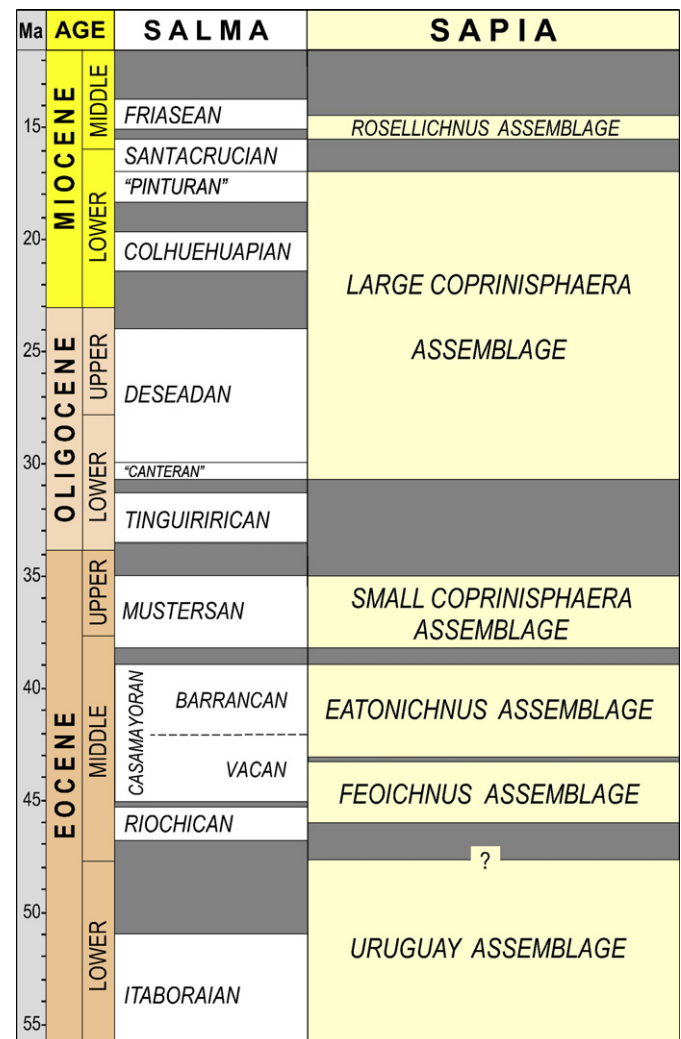 Ma AGE SALMA SAPIA
MIOCENE
MIDDLE
LOWER
OLIGOCENE
UPPER
LOWER
EOCENE
UPPER
MIDDLE
LOWER
15
20
25
30
35
40
45
50
55
FRIASEAN
SANTACRUCIAN
"PINTURAN"
COLHUEHUAPIAN
DESEADAN
"CANTERAN"
TINGUIRIRICAN
MUSTERSAN
CASAMAYORAN
BARRANCAN
VACAN
RIOCHICAN
ITABORAIAN
ROSELLICHNUS ASSEMBLAGE
LARGE COPRINISPHAERA
ASSEMBLAGE
SMALL COPRINISPHAERA
ASSEMBLAGE
EATONICHNUS ASSEMBLAGE
FEOICHNUS ASSEMBLAGE
?
URUGUAY ASSEMBLAGE